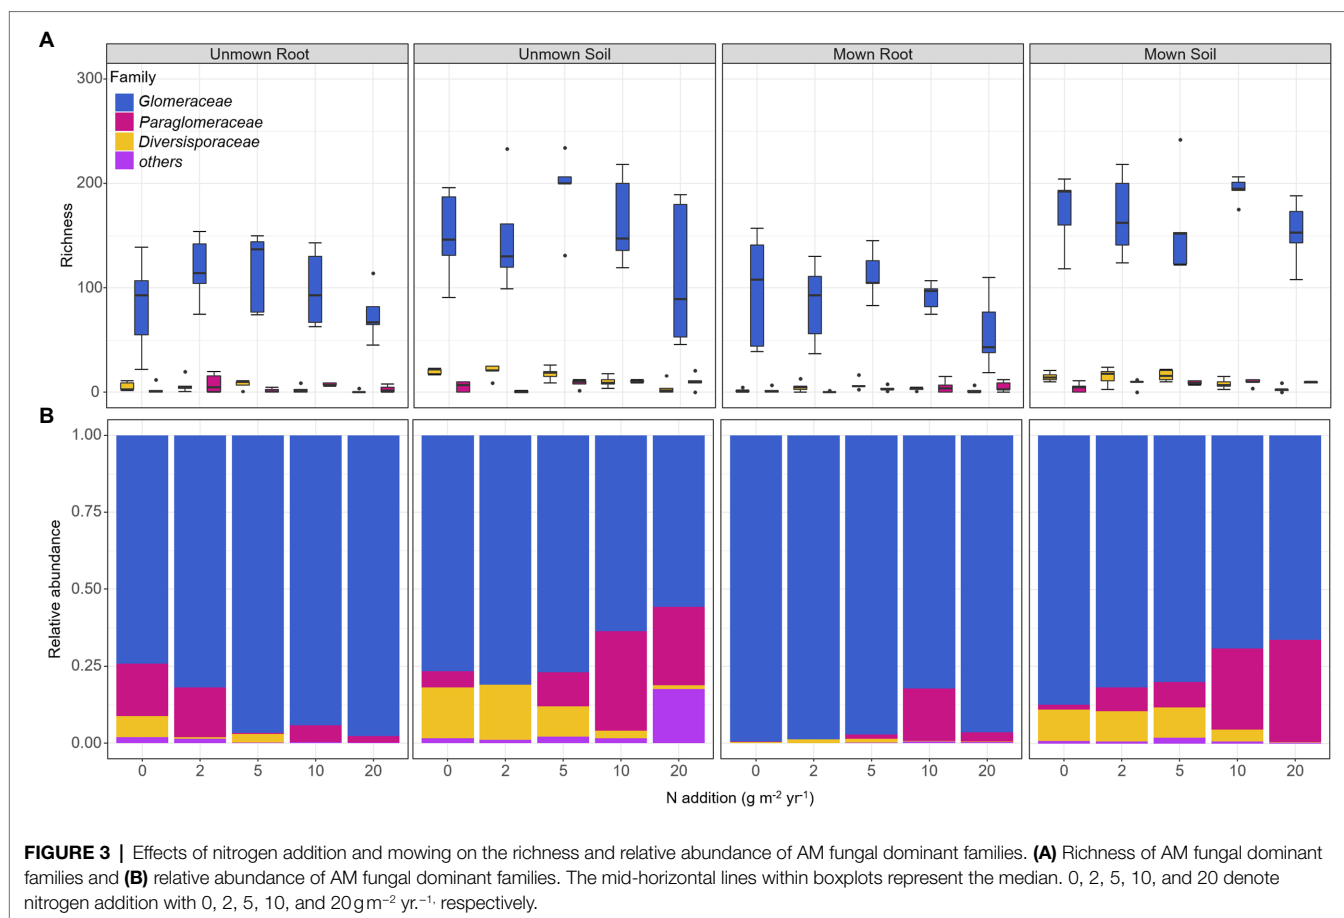 A
Unmown Root Unmown Soil Mown Root Mown Soil
Family
Glomeraceae
Paraglomeraceae
Diversisporaceae
others
Richness
300
200
100
0
B
Relative abundance
1.00
0.75
0.50
0.25
0.00
0 2 5 10 20 0 2 5 10 20 0 2 5 10 20 0 2 5 10 20
N addition (g m⁻² yr⁻¹)
FIGURE 3 | Effects of nitrogen addition and mowing on the richness and relative abundance of AM fungal dominant families. (A) Richness of AM fungal dominant
families and (B) relative abundance of AM fungal dominant families. The mid-horizontal lines within boxplots represent the median. 0, 2, 5, 10, and 20 denote
nitrogen addition with 0, 2, 5, 10, and 20 g m⁻² yr.⁻¹, respectively.